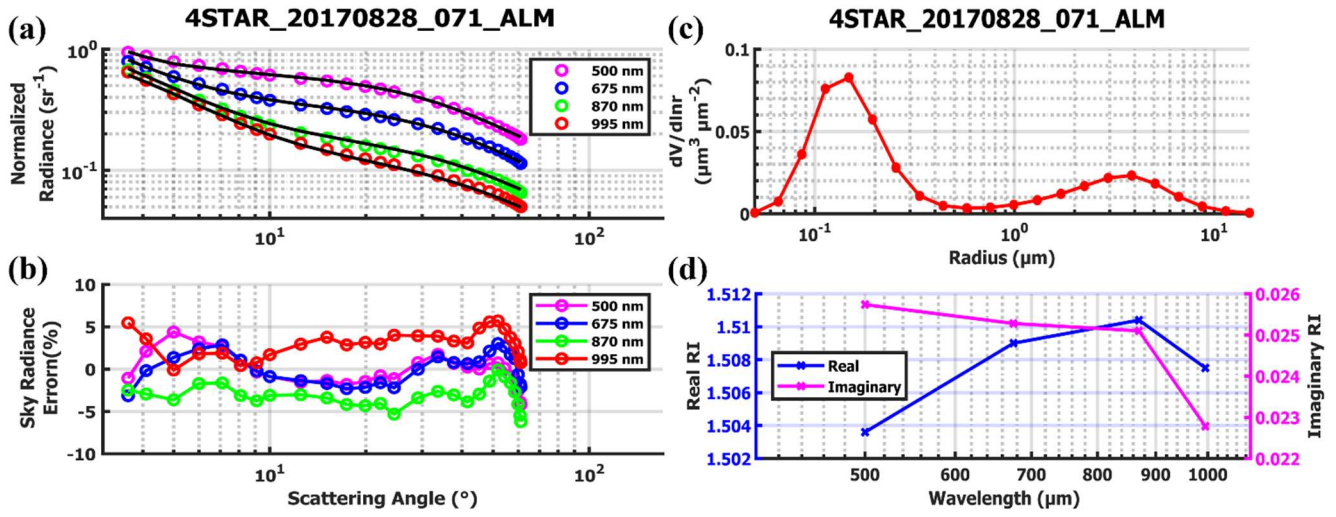 (a)
4STAR_20170828_071_ALM
Normalized
Radiance (sr⁻¹)
10⁰
10⁻¹
500 nm
675 nm
870 nm
995 nm
10¹
10²
(b)
Sky Radiance
Errorn(%)
10
5
0
-5
-10
500 nm
675 nm
870 nm
995 nm
10¹
10²
Scattering Angle (°)
(c)
4STAR_20170828_071_ALM
dV/dlnr
(µm³ µm⁻²)
0.1
0.05
0
10⁻¹
10⁰
10¹
Radius (µm)
(d)
Real RI
1.512
1.51
1.508
1.506
1.504
1.502
Real
Imaginary
0.026
0.025
0.024
0.023
0.022
Imaginary RI
500
600
700
800
900
1000
Wavelength (µm)